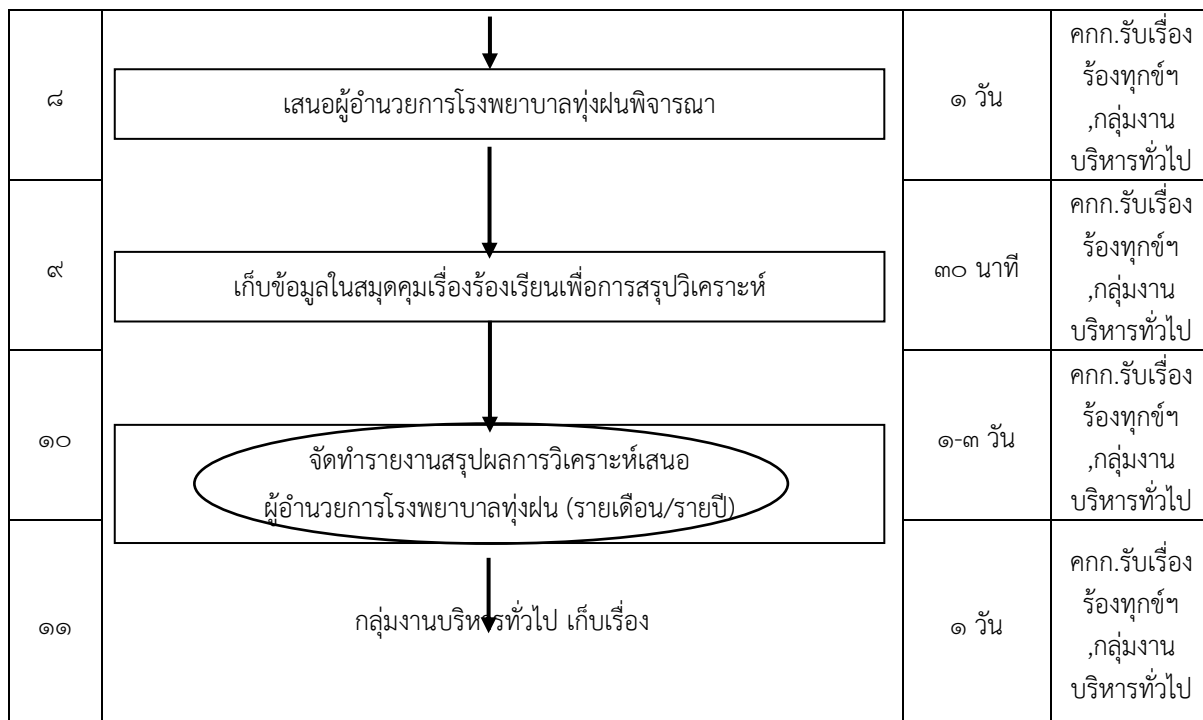 ๘
เสนอผู้อำนวยการโรงพยาบาลทุ่งฝนพิจารณา
๑ วัน
คกก.รับเรื่อง
ร้องทุกข์ฯ
,กลุ่มงาน
บริหารทั่วไป
๙
เก็บข้อมูลในสมุดคุมเรื่องร้องเรียนเพื่อการสรุปวิเคราะห์
๓๐ นาที
คกก.รับเรื่อง
ร้องทุกข์ฯ
,กลุ่มงาน
บริหารทั่วไป
๑๐
จัดทำรายงานสรุปผลการวิเคราะห์เสนอ
ผู้อำนวยการโรงพยาบาลทุ่งฝน (รายเดือน/รายปี)
๑-๓ วัน
คกก.รับเรื่อง
ร้องทุกข์ฯ
,กลุ่มงาน
บริหารทั่วไป
๑๑
กลุ่มงานบริหารทั่วไป เก็บเรื่อง
๑ วัน
คกก.รับเรื่อง
ร้องทุกข์ฯ
,กลุ่มงาน
บริหารทั่วไป